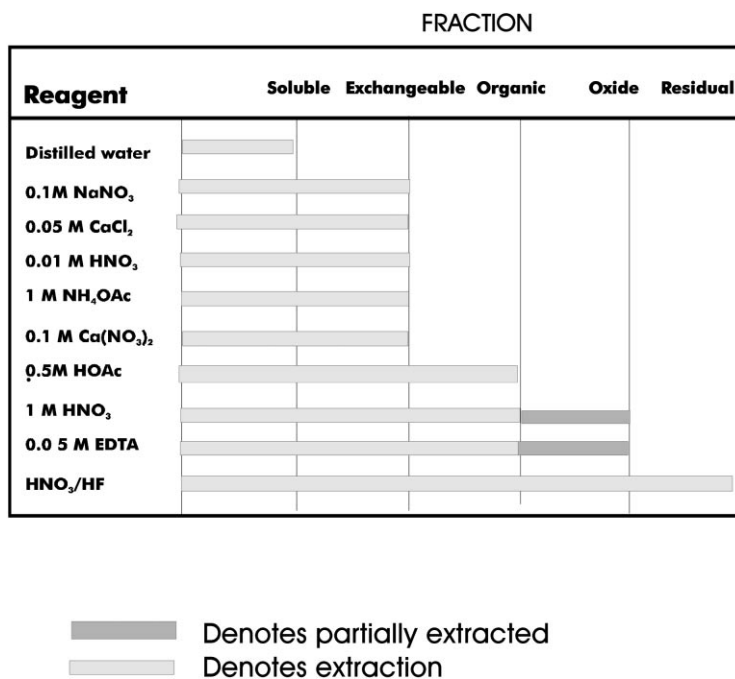 FRACTION
Reagent Soluble Exchangeable Organic Oxide Residual
Distilled water
0.1M NaNO₃
0.05 M CaCl₂
0.01 M HNO₃
1 M NH₄OAc
0.1 M Ca(NO₃)₂
0.5M HOAc
1 M HNO₃
0.0 5 M EDTA
HNO₃/HF
Denotes partially extracted
Denotes extraction